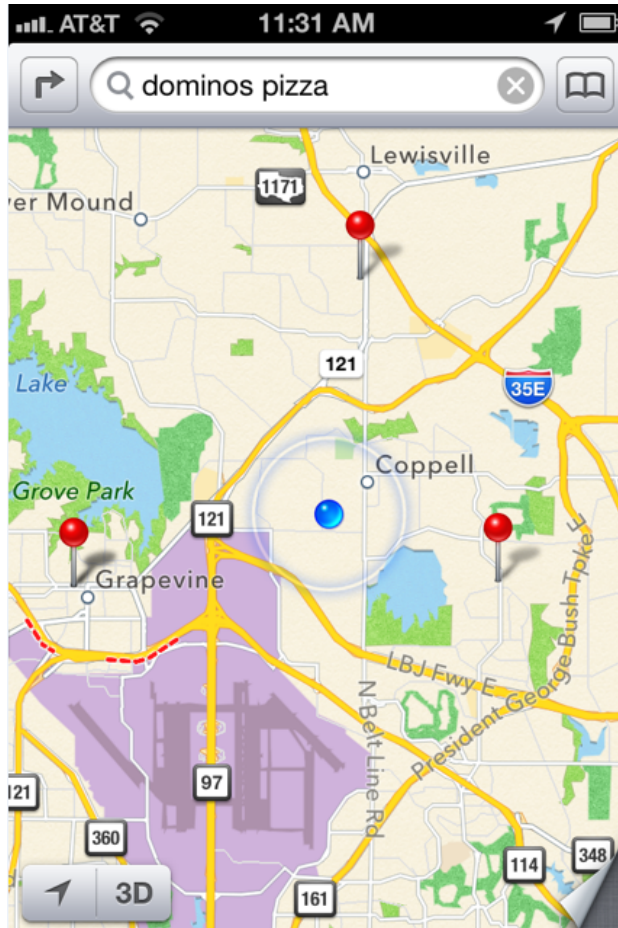 AT&T 11:31 AM
dominos pizza
Lewisville
1171
er Mound
121
35E
Lake
Coppell
Grove Park
121
Grapevine
LBJ Fwy E
President George Bush Tpke E
N Belt Line Rd
97
121
360
114
348
161
3D